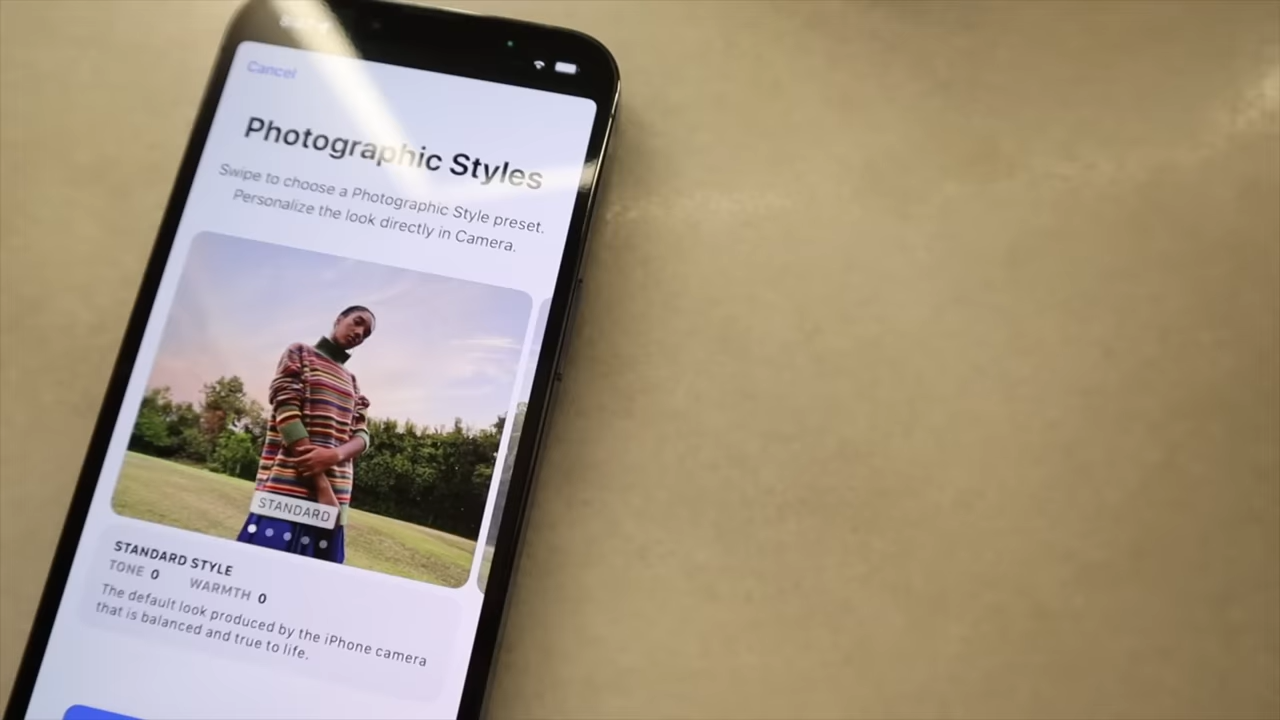 Cancel
Photographic Styles
Swipe to choose a Photographic Style preset.
Personalize the look directly in Camera.
STANDARD
STANDARD STYLE
TONE 0 WARMTH 0
The default look produced by the iPhone camera
that is balanced and true to life.